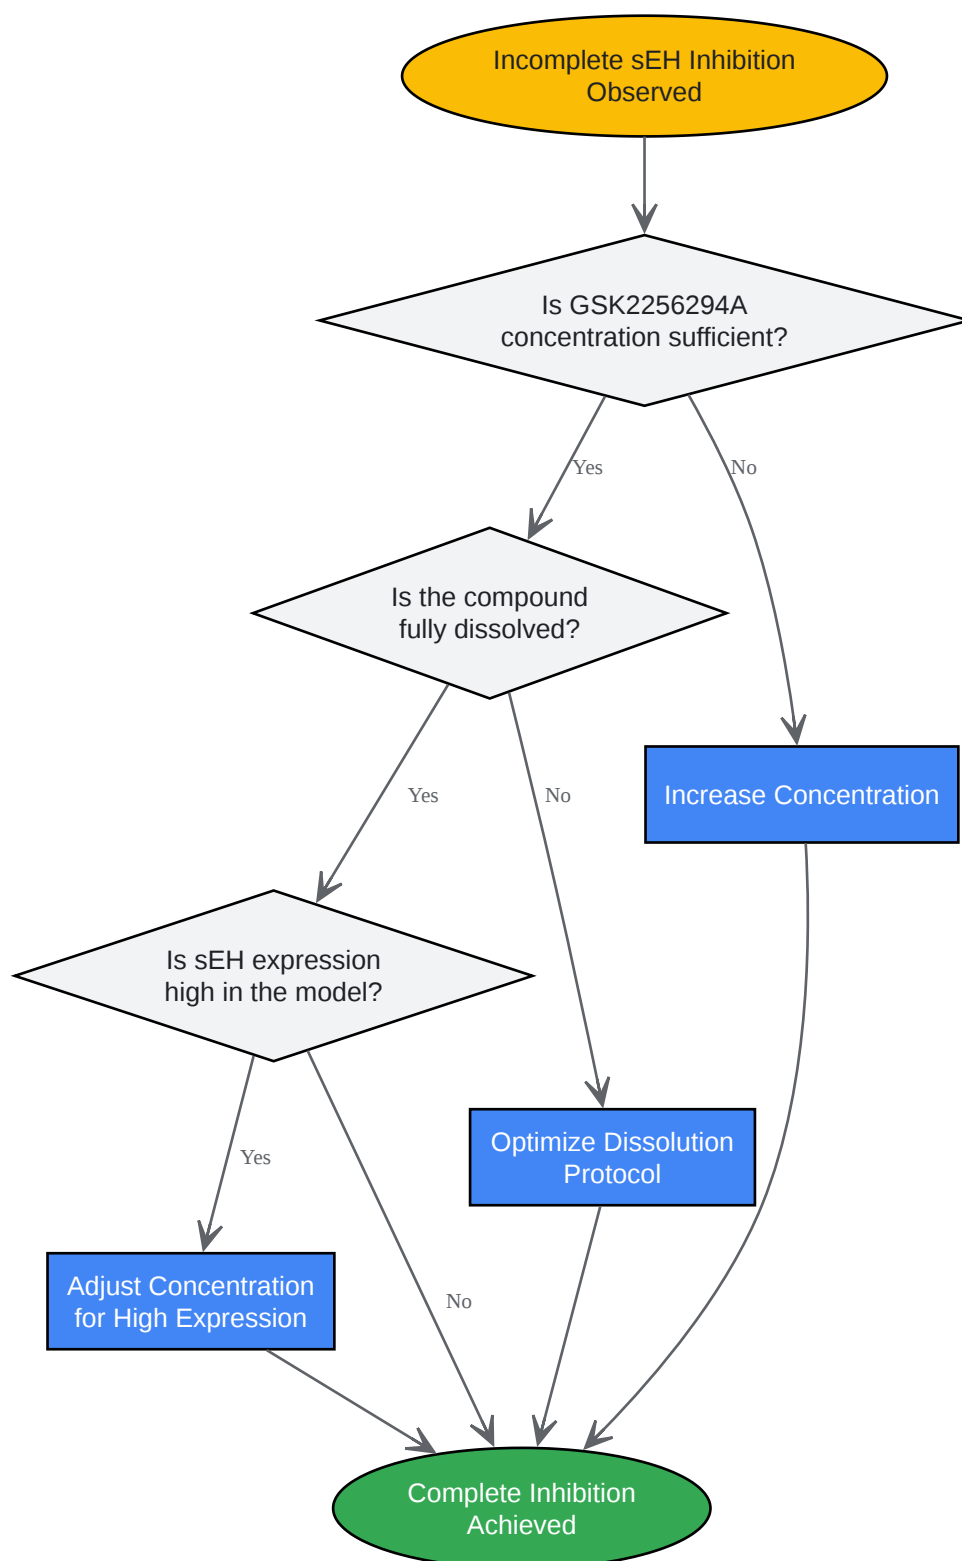 Incomplete sEH Inhibition
Observed
Is GSK2256294A
concentration sufficient?
Yes
No
Is the compound
fully dissolved?
Increase Concentration
Yes
No
Is sEH expression
high in the model?
Optimize Dissolution
Protocol
Yes
Adjust Concentration
for High Expression
No
Complete Inhibition
Achieved